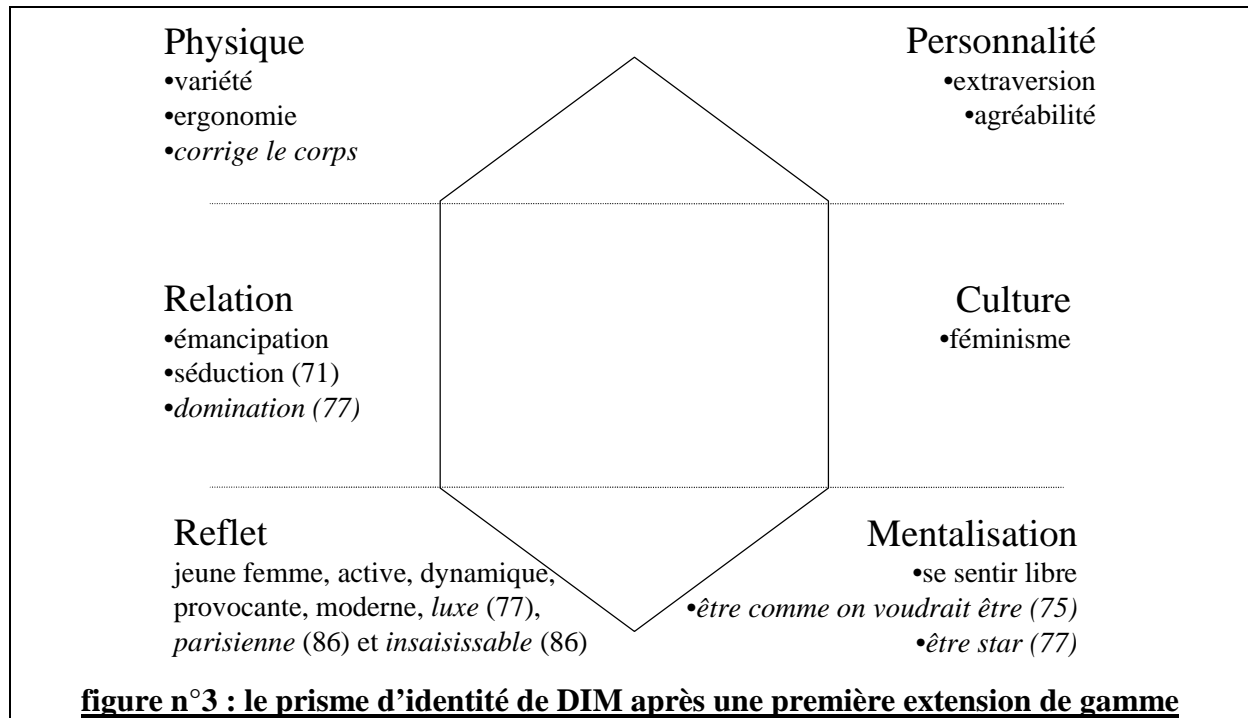 Physique
•variété
•ergonomie
•corrige le corps
Personnalité
•extraversion
•agréabilité
Relation
•émancipation
•séduction (71)
•domination (77)
Culture
•féminisme
Reflet
jeune femme, active, dynamique,
provocante, moderne, luxe (77),
parisienne (86) et insaisissable (86)
Mentalisation
•se sentir libre
•être comme on voudrait être (75)
•être star (77)
figure n°3 : le prisme d'identité de DIM après une première extension de gamme